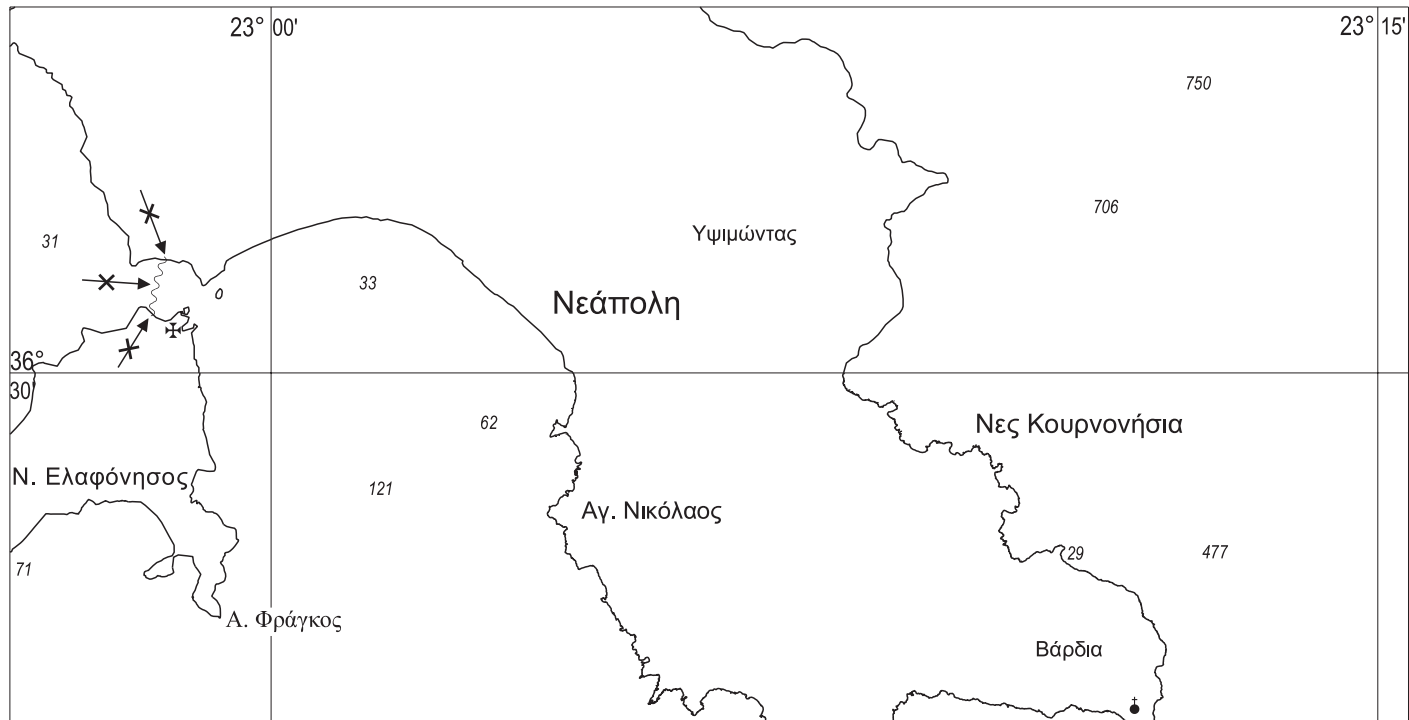 23° 00'
23° 15'
750
706
Υψιμώντας
31
33
Νεάπολη
36°
30'
62
Νες Κουρνονήσια
Ν. Ελαφόνησος
121
Αγ. Νικόλαος
29
477
71
Α. Φράγκος
Βάρδια